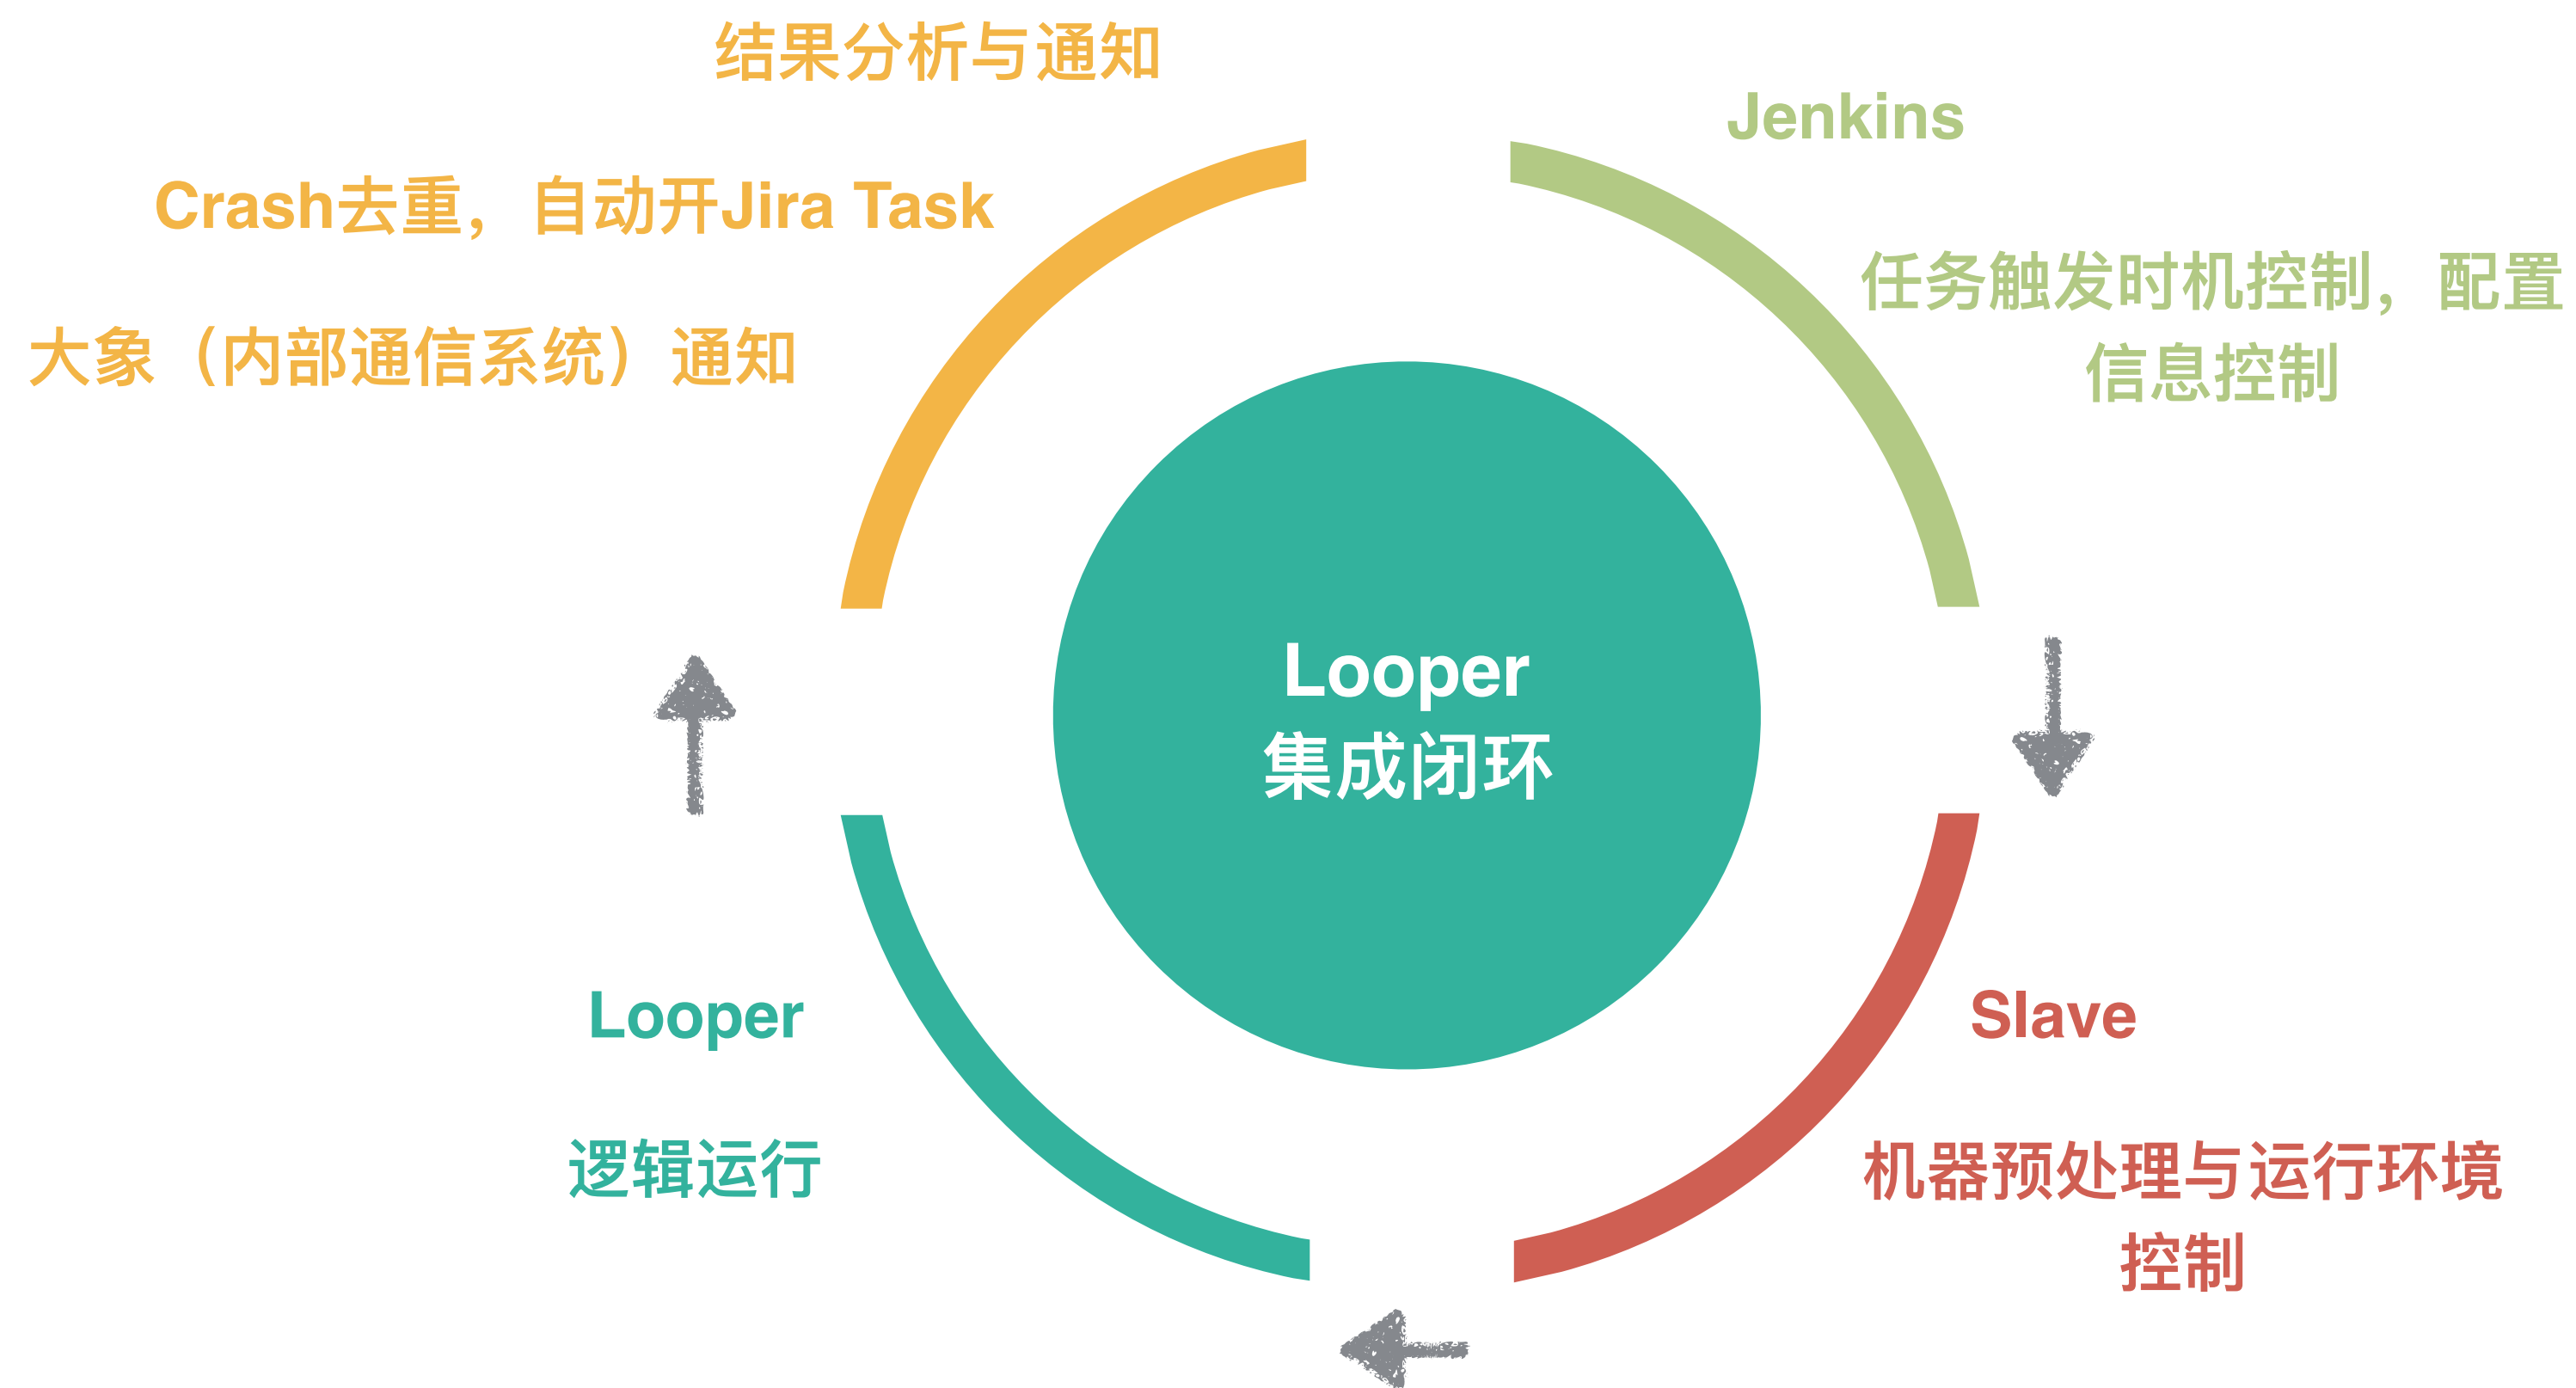 结果分析与通知
Crash去重，自动开Jira Task
大象（内部通信系统）通知
Jenkins
任务触发时机控制，配置
信息控制
Looper
集成闭环
Looper
逻辑运行
Slave
机器预处理与运行环境
控制